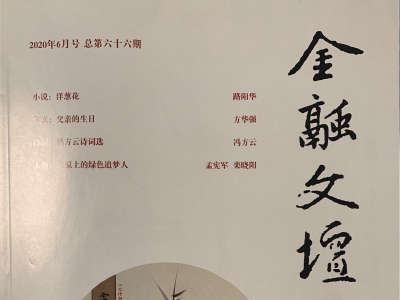 2020年6月号 总第六十六期
金融文坛
小说：洋葱花 路阳华
父亲的生日 方华强
冯方云诗词选 冯方云
上的绿色追梦人 孟宪军 栾晓阳